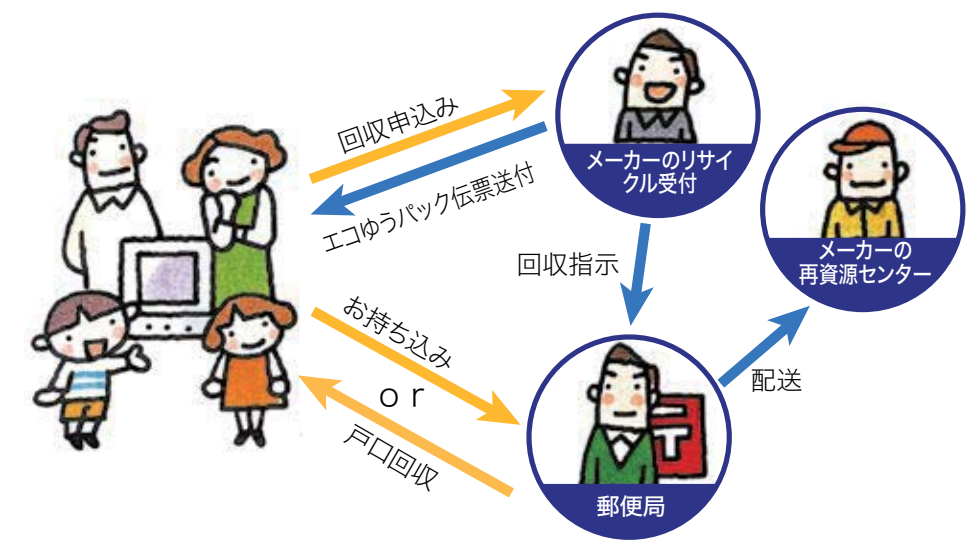 回収申込み
エコゆうパック伝票送付
メーカーのリサイ
クル受付
メーカーの
再資源センター
回収指示
お持ち込み
or
戸口回収
配送
郵便局